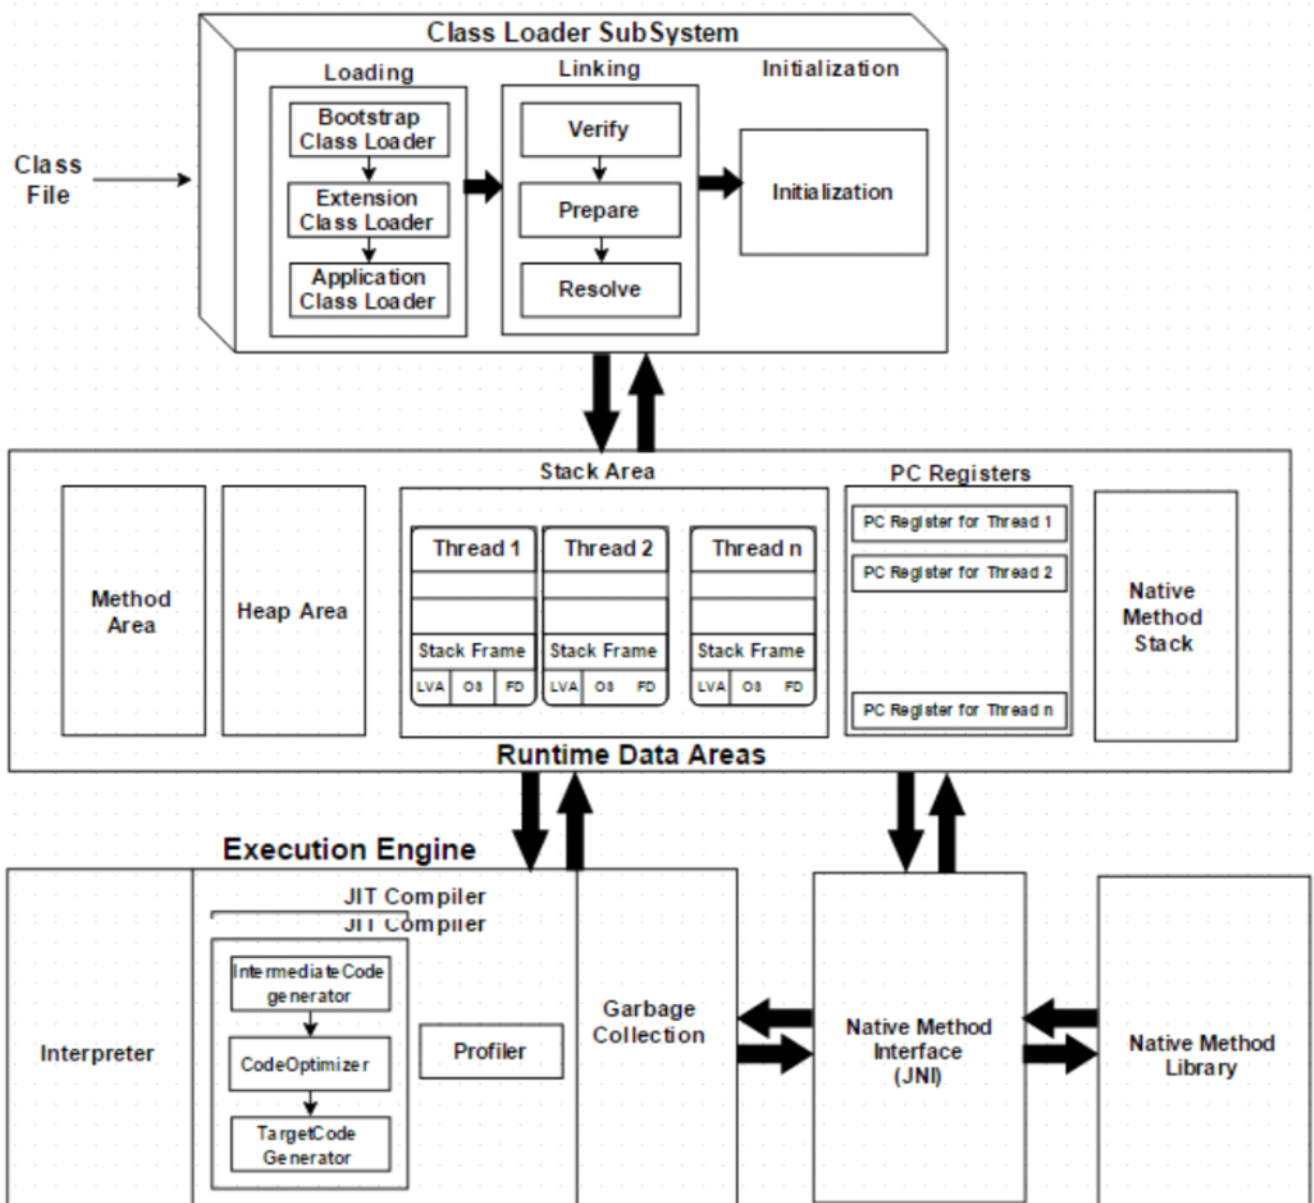 Class Loader SubSystem
Loading
Linking
Initialization
Bootstrap
Class Loader
Extension
Class Loader
Application
Class Loader
Verify
Prepare
Resolve
Initialization
Class
File
Stack Area
PC Registers
Method
Area
Heap Area
Thread 1
Thread 2
Thread n
Stack Frame
Stack Frame
Stack Frame
LVA OS FD
LVA OS FD
LVA OS FD
PC Register for Thread 1
PC Register for Thread 2
PC Register for Thread n
Native
Method
Stack
Runtime Data Areas
Execution Engine
Interpreter
JIT Compiler
JIT Compiler
IntermediateCode
generator
CodeOptimizer
TargetCode
Generator
Profiler
Garbage
Collection
Native Method
Interface
(JNI)
Native Method
Library